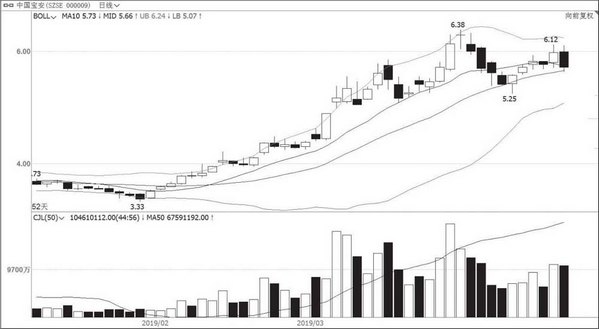 中国宝安(SZSE 000009) 日线
BOLL MA10 5.73↓ MID 5.66↑ UB 6.24↓ LB 5.07↑
向前复权
6.38
6.12
6.00
5.25
4.00
.73
3.33
52天
CJL(50) 104610112.00(44:56)↓ MA50 67591192.00↑
9700万
2019/02
2019/03